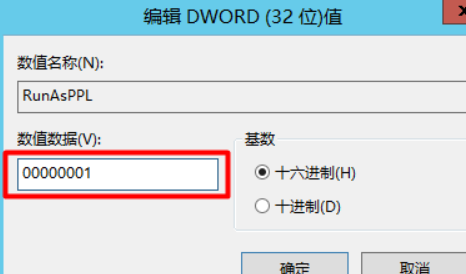 编辑 DWORD (32 位)值
数值名称(N):
RunAsPPL
数值数据(V):
00000001
基数
十六进制(H)
十进制(D)
确定
取消